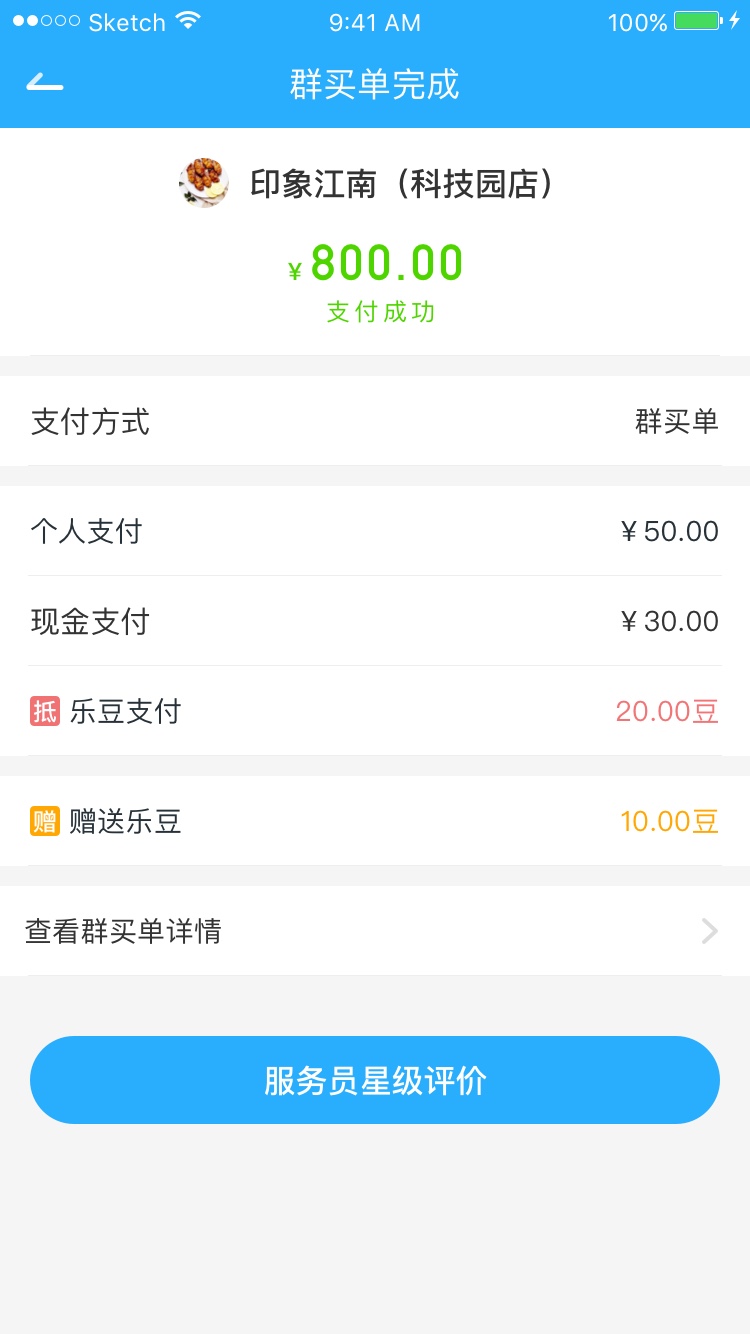 Sketch 9:41 AM 100%
群买单完成
印象江南（科技园店）
¥ 800.00
支付成功
支付方式 群买单
个人支付 ¥ 50.00
现金支付 ¥ 30.00
抵 乐豆支付 20.00豆
赠 赠送乐豆 10.00豆
查看群买单详情
服务员星级评价